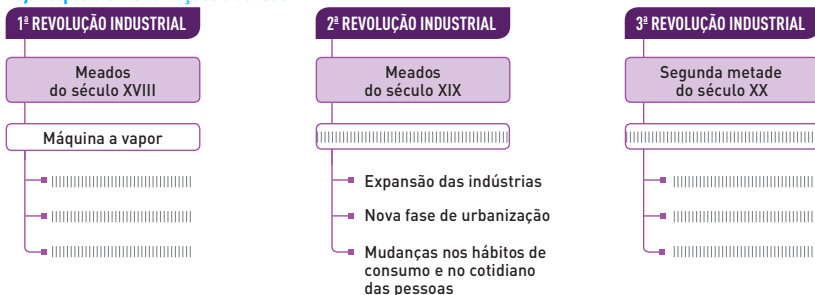 1ª REVOLUÇÃO INDUSTRIAL
Meados
do século XVIII
Máquina a vapor
2ª REVOLUÇÃO INDUSTRIAL
Meados
do século XIX
Expansão das indústrias
Nova fase de urbanização
Mudanças nos hábitos de
consumo e no cotidiano
das pessoas
3ª REVOLUÇÃO INDUSTRIAL
Segunda metade
do século XX